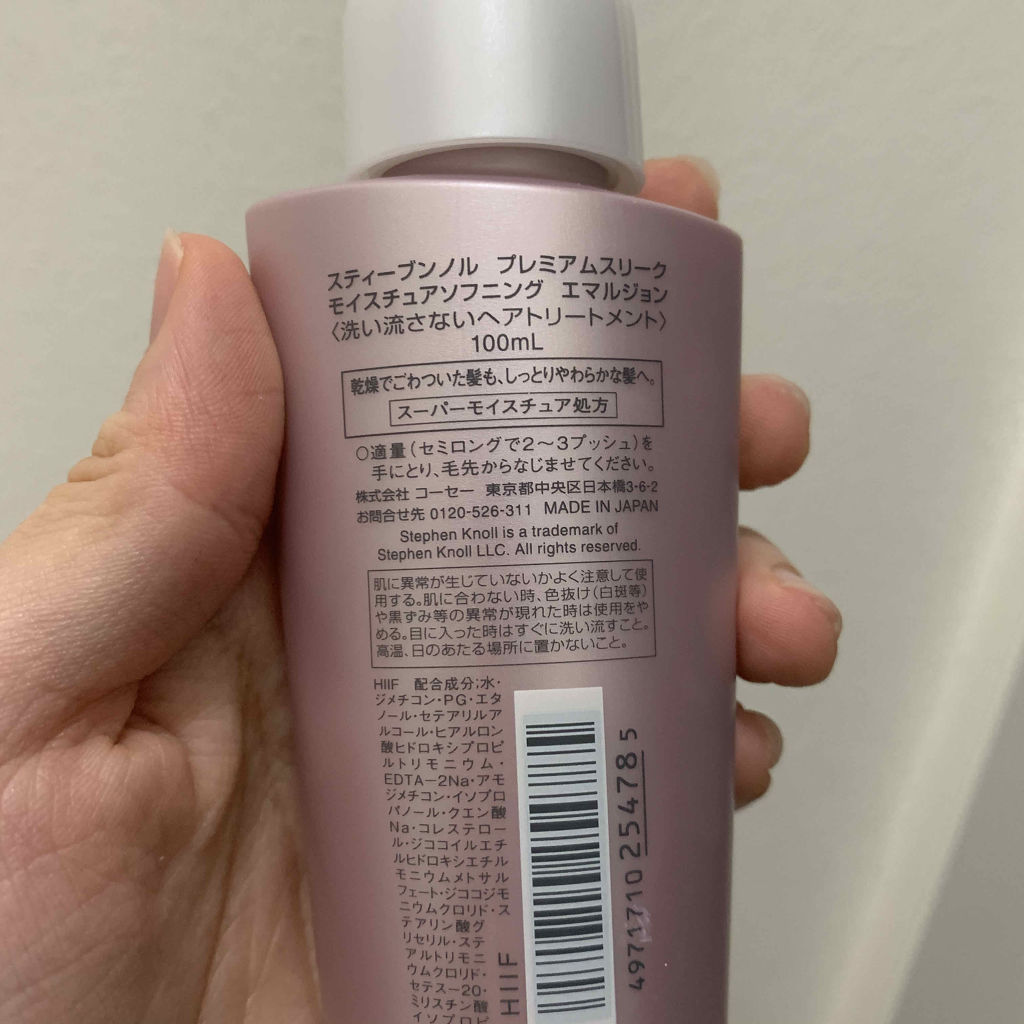 スティーブンノル　プレミアムスリーク
モイスチュアソフニング　エマルジョン
〈洗い流さないヘアトリートメント〉
100mL
乾燥でごわついた髪も、しっとりやわらかな髪へ。
スーパーモイスチュア処方
○適量（セミロングで2〜3プッシュ）を
手にとり、毛先からなじませてください。
株式会社 コーセー　東京都中央区日本橋3-6-2
お問合せ先 0120-526-311　MADE IN JAPAN
Stephen Knoll is a trademark of
Stephen Knoll LLC. All rights reserved.
肌に異常が生じていないかよく注意して使
用する。肌に合わない時、色抜け（白斑等）
や黒ずみ等の異常が現れた時は使用をや
める。目に入った時はすぐに洗い流すこと。
高温、日のあたる場所に置かないこと。
HIIF　配合成分；水・
ジメチコン・PG・エタ
ノール・セテアリルア
ルコール・ヒアルロン
酸ヒドロキシプロピ
ルトリモニウム・
EDTA−2Na・アモ
ジメチコン・イソプロ
パノール・クエン酸
Na・コレステロー
ル・ジココイルエチ
ルヒドロキシエチル
モニウムメトサル
フェート・ジココジモ
ニウムクロリド・ス
テアリン酸グ
リセリル・ステ
アルトリモニ
ウムクロリド・
セテス−20・
ミリスチン酸
イソプロピ
HIIF
4971710254785